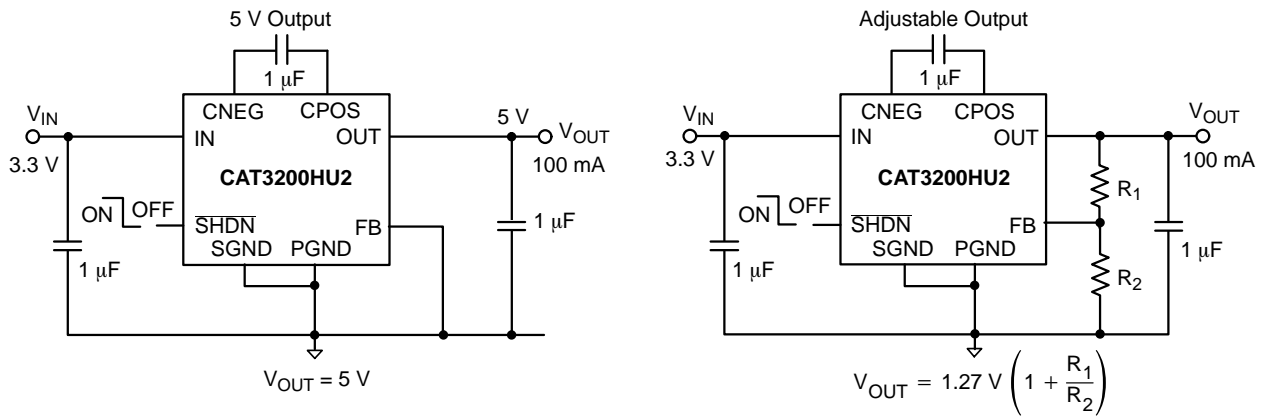 5 V Output
1 μF
V_IN
CNEG CPOS
5 V
V_OUT
IN OUT
3.3 V
100 mA
CAT3200HU2
ON OFF
SHDN
FB
1 μF
SGND PGND
1 μF
V_OUT = 5 V
Adjustable Output
1 μF
V_IN
CNEG CPOS
V_OUT
IN OUT
3.3 V
100 mA
CAT3200HU2
R_1
ON OFF
SHDN
FB
1 μF
SGND PGND
1 μF
R_2
V_OUT = 1.27 V (1 + R_1/R_2)